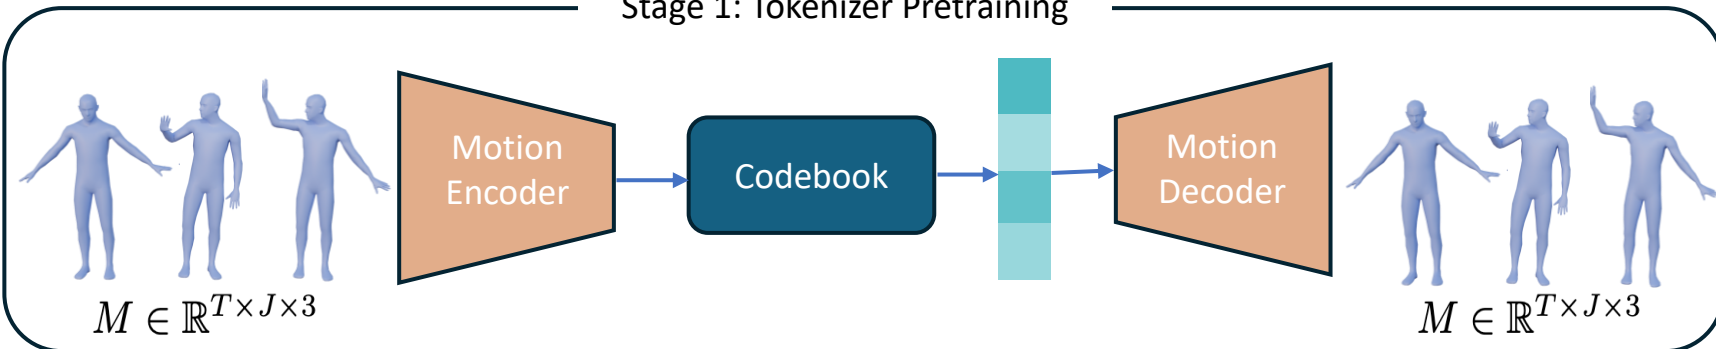 Stage 1: Tokenizer Pretraining
Motion
Encoder
Codebook
Motion
Decoder
M ∈ ℝ^{T×J×3}
M ∈ ℝ^{T×J×3}